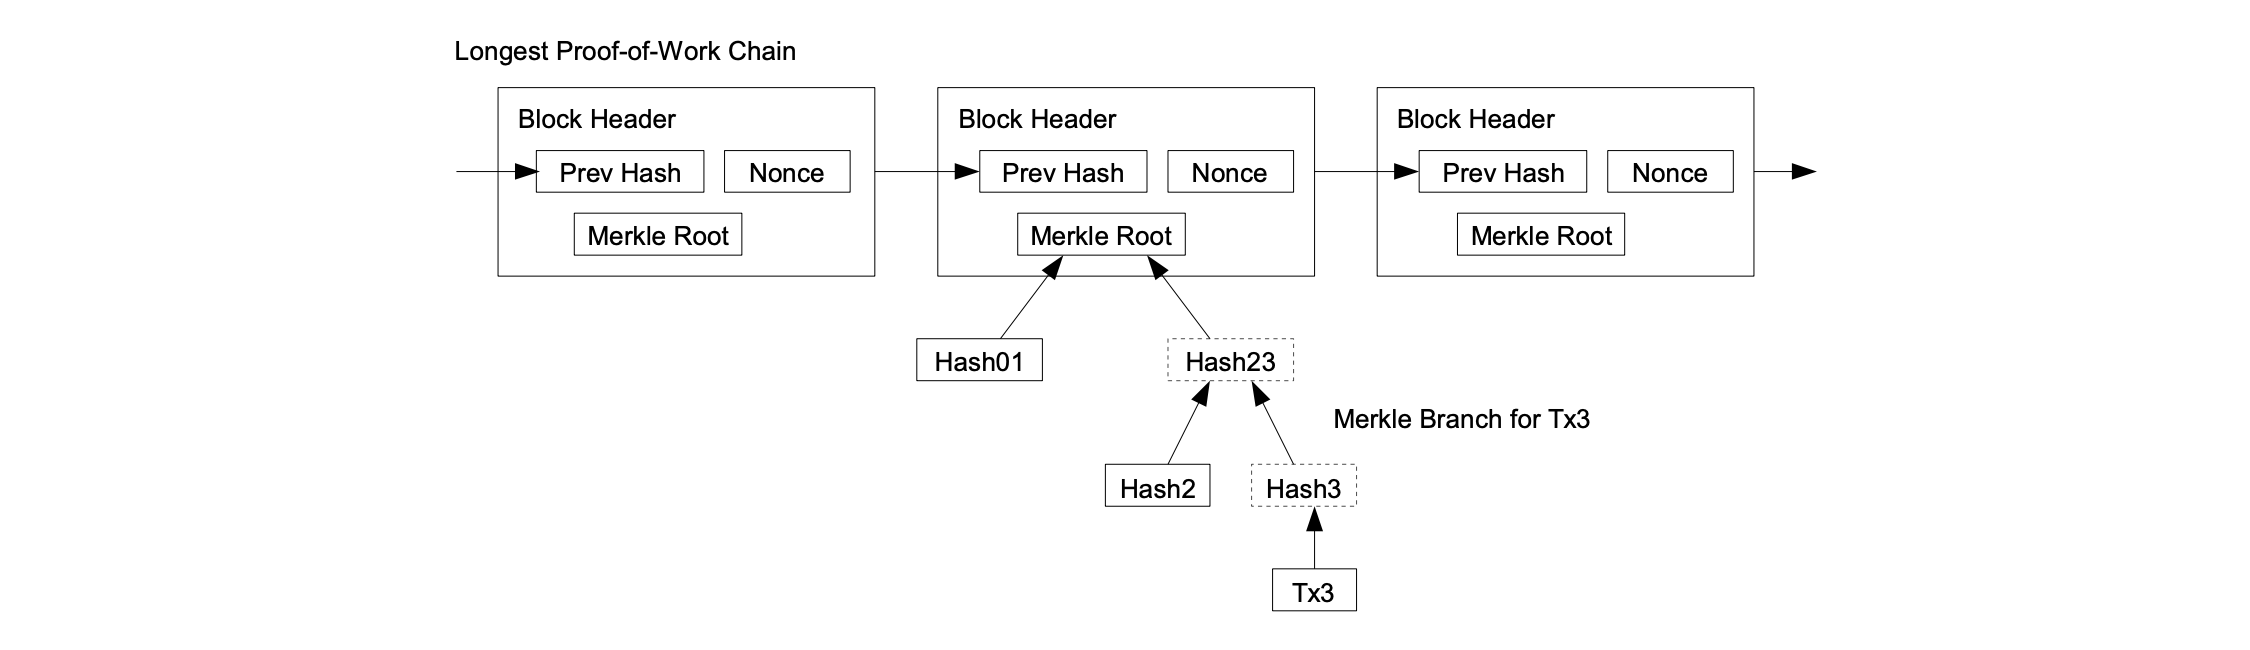 Longest Proof-of-Work Chain
Block Header
Block Header
Block Header
Prev Hash
Nonce
Prev Hash
Nonce
Prev Hash
Nonce
Merkle Root
Merkle Root
Merkle Root
Hash01
Hash23
Merkle Branch for Tx3
Hash2
Hash3
Tx3